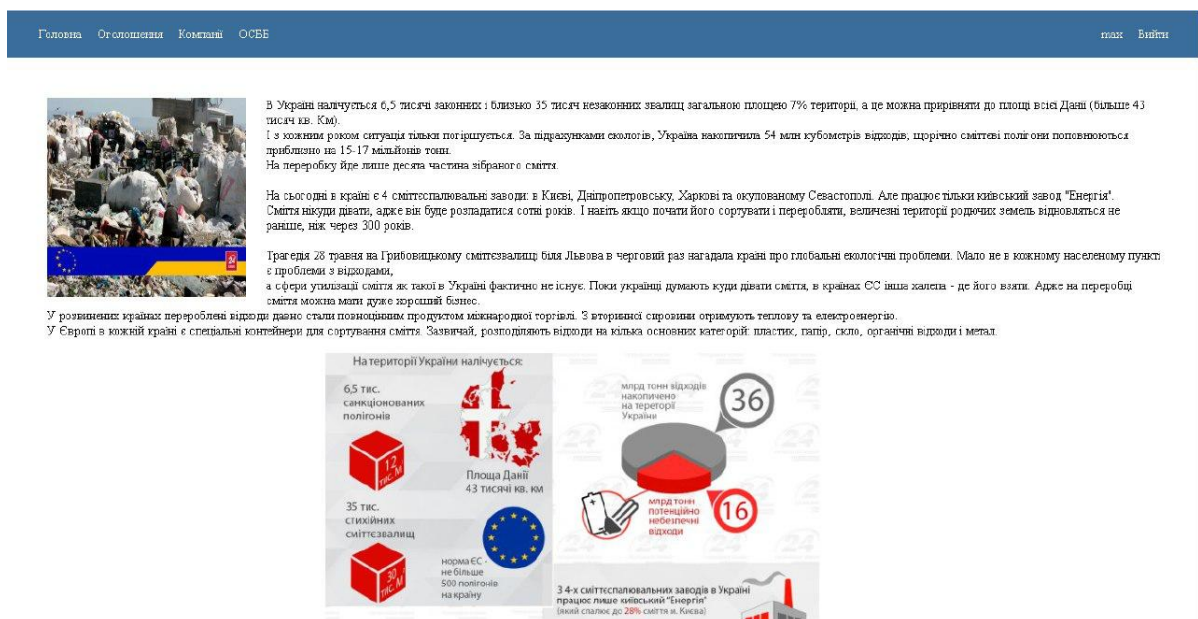 Головна Оголошення Компанії ОСББ max Вийти
В Україні налічується 6,5 тисячі законних і близько 35 тисяч незаконних звалищ загальною площею 7% території, а це можна прирівняти до площі всієї Данії (більше 43
тисяч кв. Км).
І з кожним роком ситуація тільки погіршується. За підрахунками екологів, Україна накопичила 54 млн кубометрів відходів; щорічно сміттєві полігони поповнюються
приблизно на 15-17 мільйонів тонн.
На переробку йде лише десята частина зібраного сміття.
На сьогодні в країні є 4 сміттєспалювальні заводи: в Києві, Дніпропетровську, Харкові та окупованому Севастополі. Але працює тільки київський завод "Енергія".
Сміття нікуди дівати, адже він буде розпадатися сотні років. І навіть якщо почати його сортувати і переробляти, величезні території родючих земель відновляться не
раніше, ніж через 300 років.
Трагедія 28 травня на Грибовицькому сміттєзвалищі біля Львова в черговий раз нагадала країні про глобальні екологічні проблеми. Мало не в кожному населеному пункті
є проблеми з відходами,
а сфери утилізації сміття як такої в Україні фактично не існує. Поки українці думають куди дівати сміття, в країнах ЄС інша халепа - де його взяти. Адже на переробці
сміття можна мати дуже хороший бізнес.
У розвинених країнах перероблені відходи давно стали повноцінним продуктом міжнародної торгівлі. З вторинної сировини отримують теплову та електроенергію.
У Європі в кожній країні є спеціальні контейнери для сортування сміття. Зазвичай, розподіляють відходи на кілька основних категорій: пластик, папір, скло, органічні відходи і метал.
На території України налічується:
6,5 тис.
санкціонованих
полігонів
12
тис. м
Площа Данії
43 тисячі кв. км
35 тис.
стихійних
сміттєзвалищ
30
тис. м
норма ЄС -
не більше
500 полігонів
на країну
млрд тонн відходів
накопичено
на тереторії
України
36
млрд тонн
потенційно
небезпечні
відходи
16
З 4-х сміттєспалювальних заводів в Україні
працює лише київський "Енергія"
(який спалює до 28% сміття м. Києва)